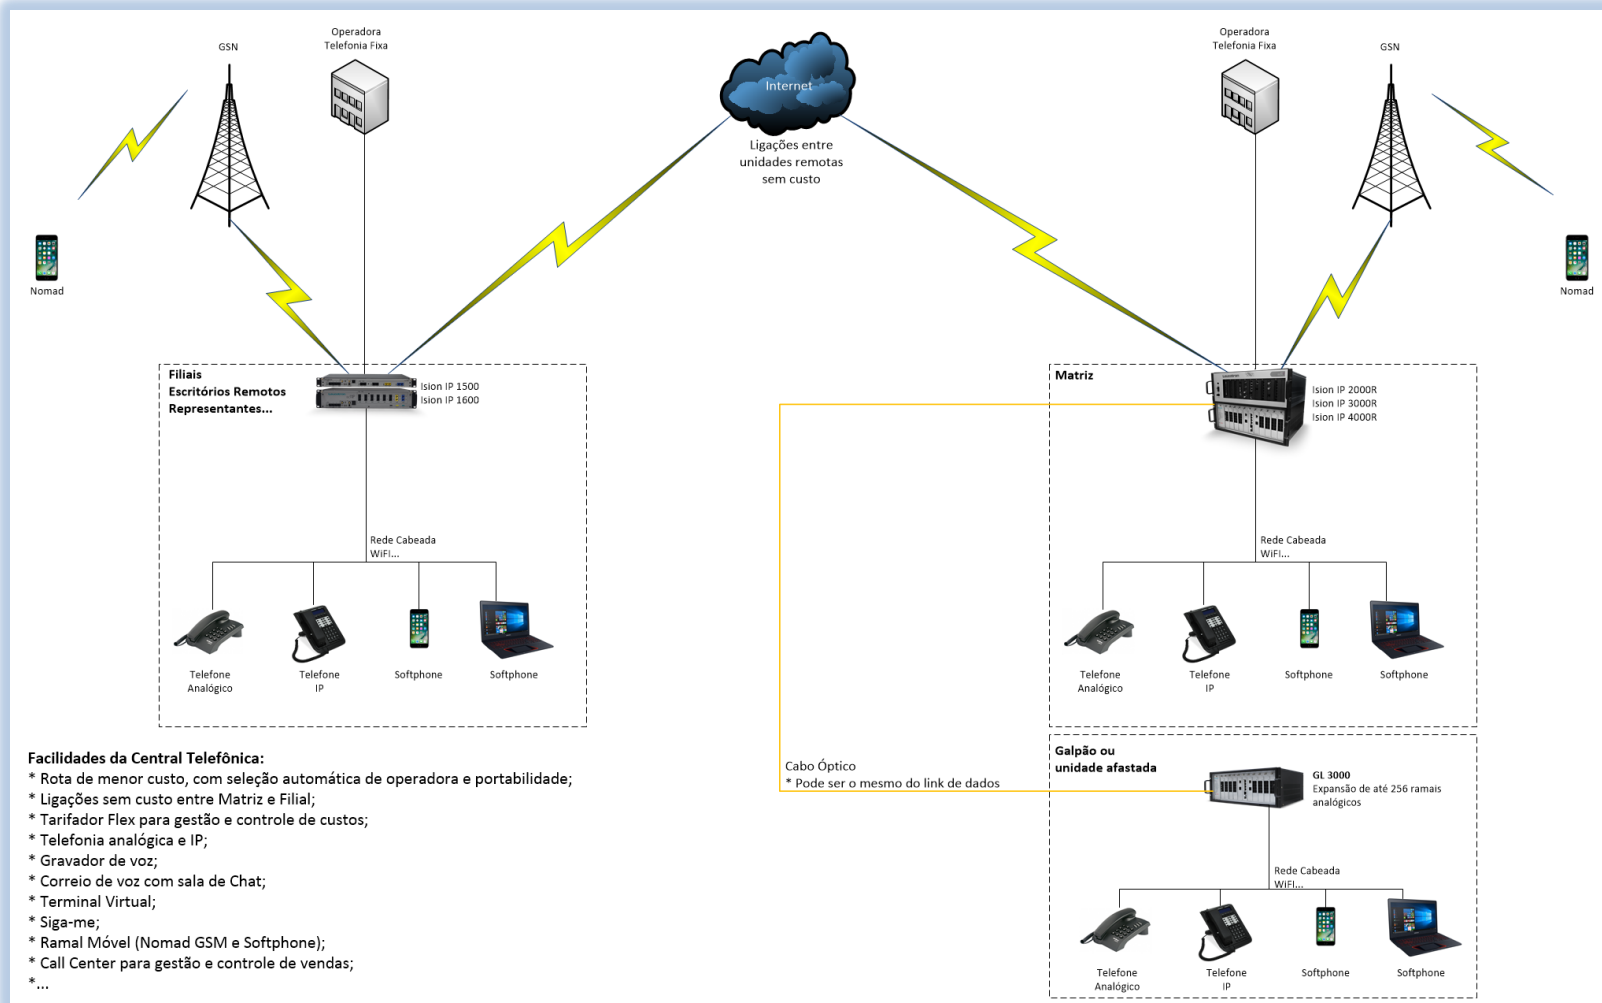 GSN
Operadora
Telefonia Fixa
Internet
Ligações entre
unidades remotas
sem custo
Operadora
Telefonia Fixa
GSN
Nomad
Nomad
Filiais
Escritórios Remotos
Representantes...
Ision IP 1500
Ision IP 1600
Rede Cabeada
WiFI...
Telefone
Analógico
Telefone
IP
Softphone
Softphone
Matriz
Ision IP 2000R
Ision IP 3000R
Ision IP 4000R
Rede Cabeada
WiFI...
Telefone
Analógico
Telefone
IP
Softphone
Softphone
Cabo Óptico
* Pode ser o mesmo do link de dados
Galpão ou
unidade afastada
GL 3000
Expansão de até 256 ramais
analógicos
Rede Cabeada
WiFI...
Telefone
Analógico
Telefone
IP
Softphone
Softphone
Facilidades da Central Telefônica:
* Rota de menor custo, com seleção automática de operadora e portabilidade;
* Ligações sem custo entre Matriz e Filial;
* Tarifador Flex para gestão e controle de custos;
* Telefonia analógica e IP;
* Gravador de voz;
* Correio de voz com sala de Chat;
* Terminal Virtual;
* Siga-me;
* Ramal Móvel (Nomad GSM e Softphone);
* Call Center para gestão e controle de vendas;
*...